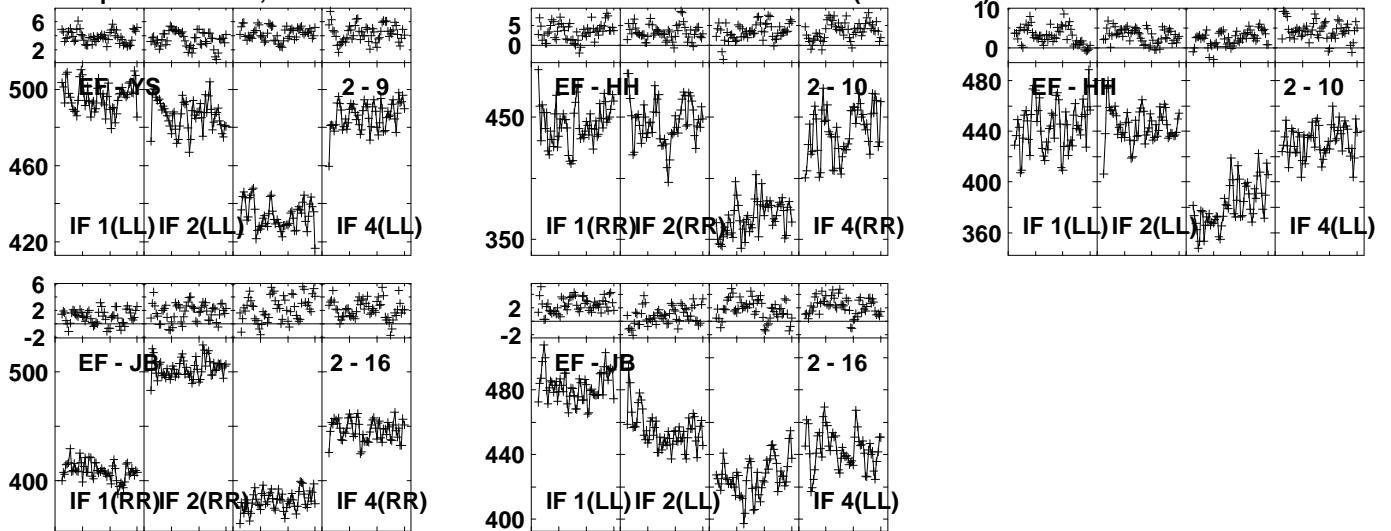 6
2
EF - YS
2 - 9
500
460
420
IF 1(LL)
IF 2(LL)
IF 4(LL)
5
0
EF - HH
2 - 10
450
350
IF 1(RR)
IF 2(RR)
IF 4(RR)
10
0
EF - HH
2 - 10
480
440
400
360
IF 1(LL)
IF 2(LL)
IF 4(LL)
6
2
-2
EF - JB
2 - 16
500
400
IF 1(RR)
IF 2(RR)
IF 4(RR)
2
-2
EF - JB
2 - 16
480
440
400
IF 1(LL)
IF 2(LL)
IF 4(LL)